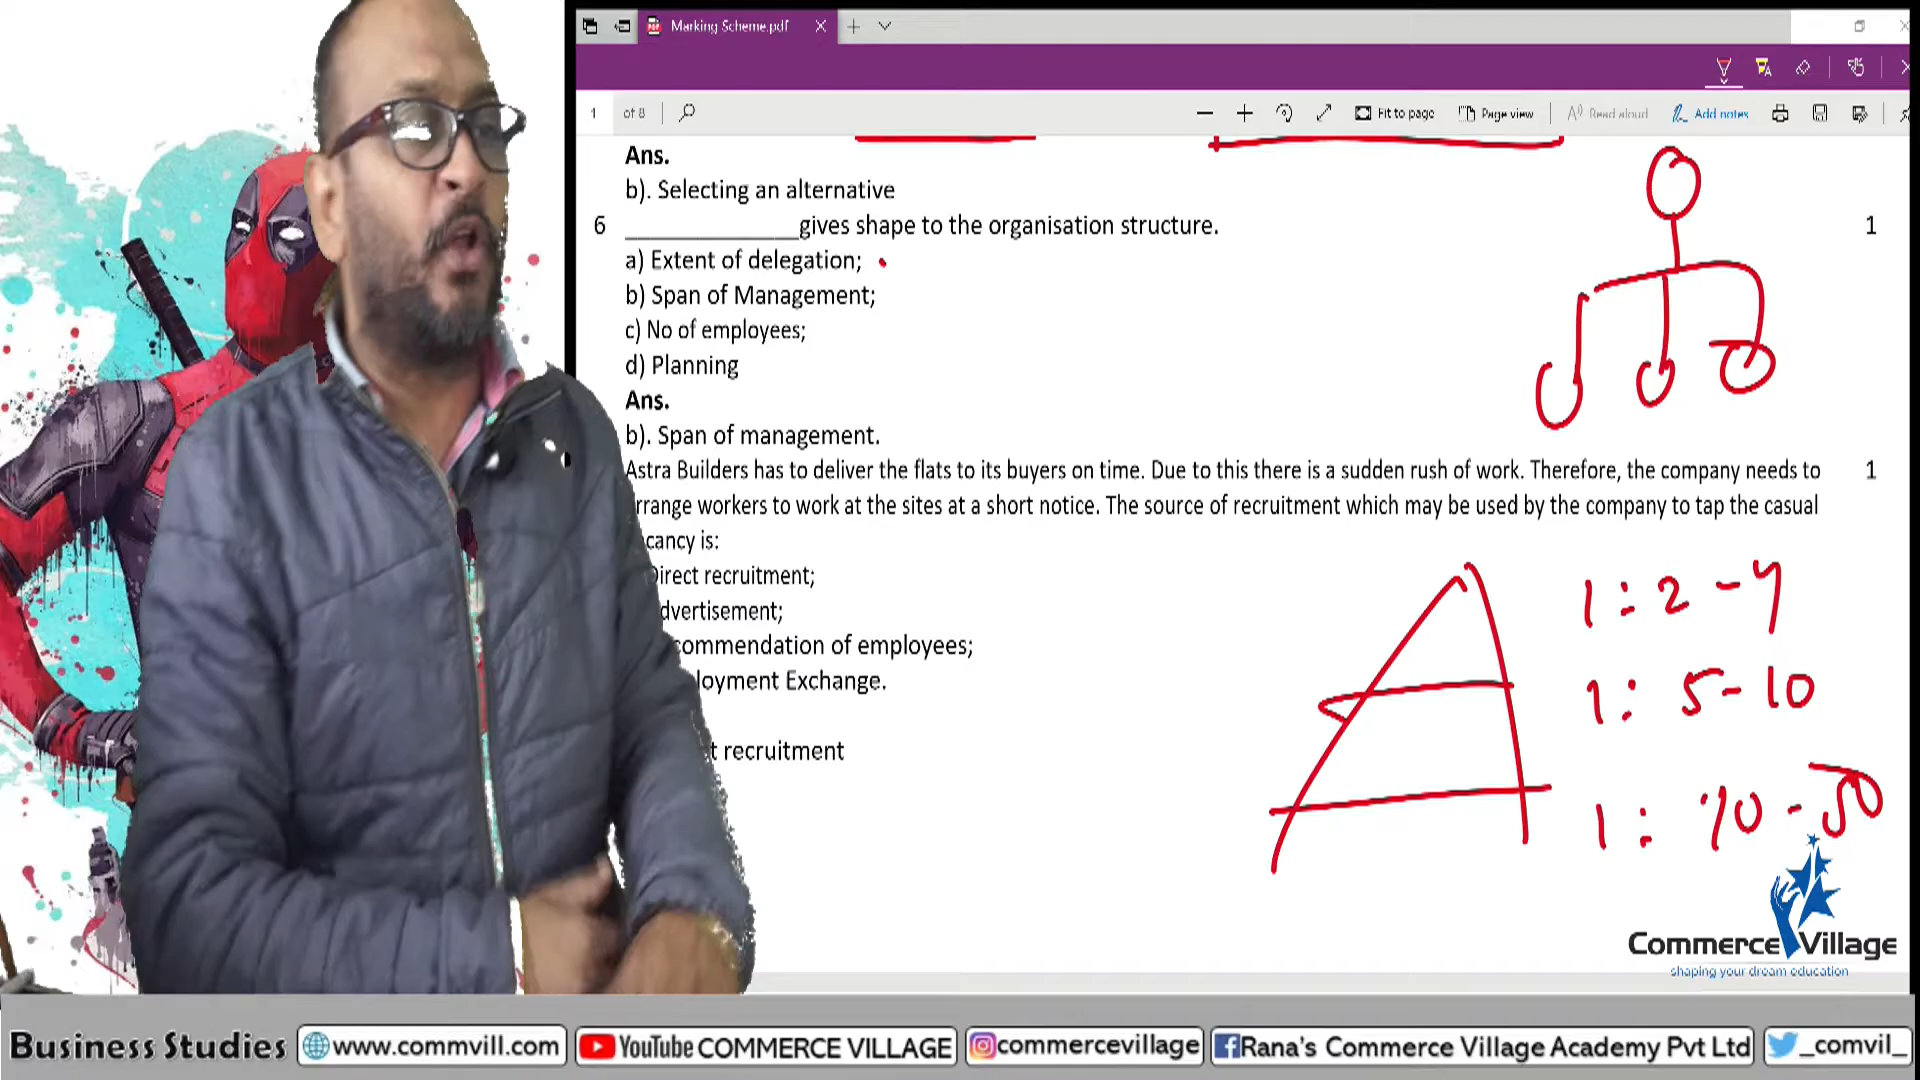 Marking Scheme.pdf
1 of 8
Fit to page
Page view
Read aloud
Add notes
Ans.
b). Selecting an alternative
6 ______________gives shape to the organisation structure. 1
a) Extent of delegation;
b) Span of Management;
c) No of employees;
d) Planning
Ans.
b). Span of management.
Astra Builders has to deliver the flats to its buyers on time. Due to this there is a sudden rush of work. Therefore, the company needs to 1
rrange workers to work at the sites at a short notice. The source of recruitment which may be used by the company to tap the casual
cancy is:
Direct recruitment;
dvertisement;
commendation of employees;
loyment Exchange.
t recruitment
1 : 2 - 4
1 : 5 - 10
1 : 10 - 50
Commerce Village
shaping your dream education
Business Studies
www.commvill.com
YouTube COMMERCE VILLAGE
commercevillage
Rana's Commerce Village Academy Pvt Ltd
_comvil_